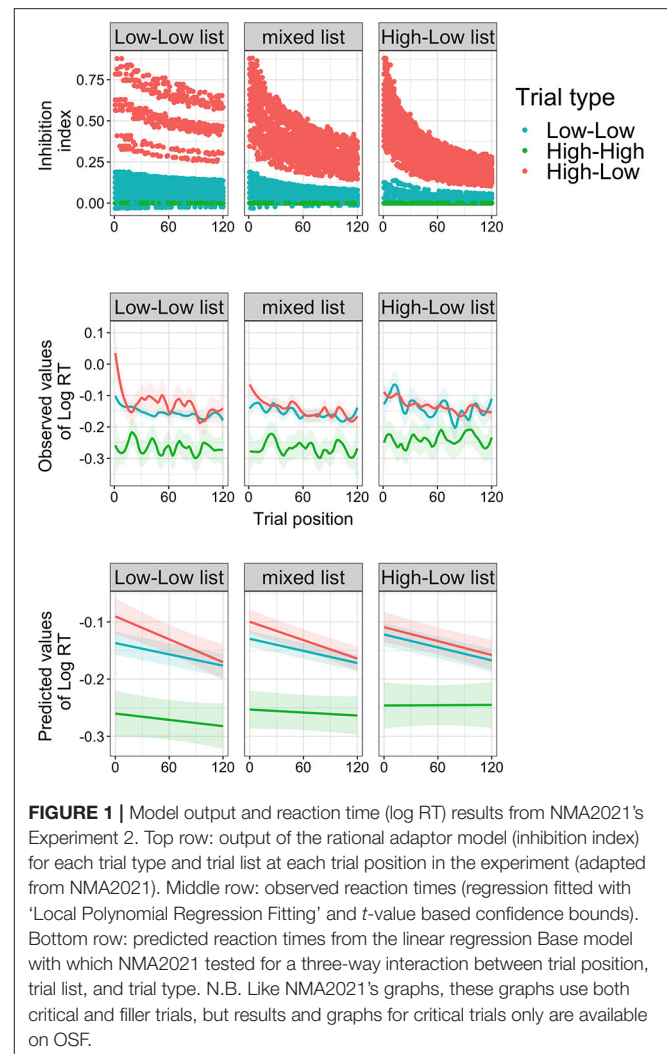 Low-Low list mixed list High-Low list
Inhibition index
0.75
0.50
0.25
0.00
0 60 120 0 60 120 0 60 120
Trial type
Low-Low
High-High
High-Low
Low-Low list mixed list High-Low list
Observed values of Log RT
0.1
0.0
-0.1
-0.2
-0.3
0 60 120 0 60 120 0 60 120
Trial position
Low-Low list mixed list High-Low list
Predicted values of Log RT
-0.1
-0.2
-0.3
0 60 120 0 60 120 0 60 120
FIGURE 1 | Model output and reaction time (log RT) results from NMA2021's
Experiment 2. Top row: output of the rational adaptor model (inhibition index)
for each trial type and trial list at each trial position in the experiment (adapted
from NMA2021). Middle row: observed reaction times (regression fitted with
'Local Polynomial Regression Fitting' and t-value based confidence bounds).
Bottom row: predicted reaction times from the linear regression Base model
with which NMA2021 tested for a three-way interaction between trial position,
trial list, and trial type. N.B. Like NMA2021's graphs, these graphs use both
critical and filler trials, but results and graphs for critical trials only are available
on OSF.